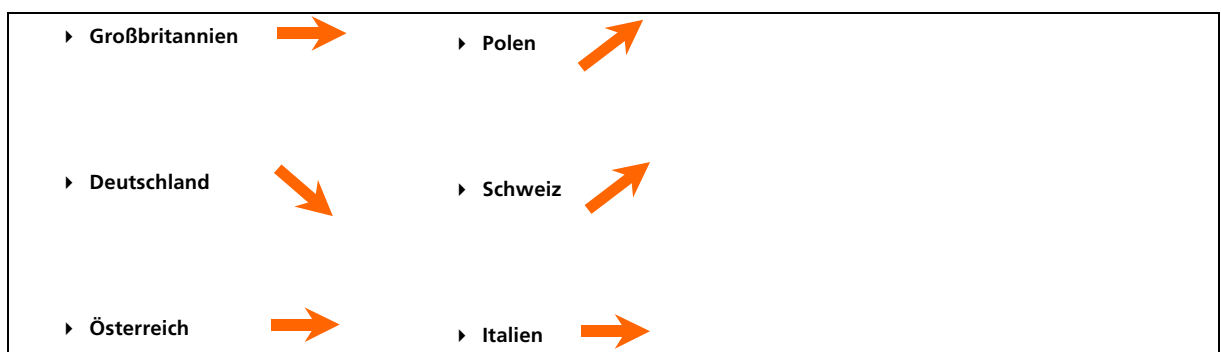 Großbritannien
Polen
Deutschland
Schweiz
Österreich
Italien